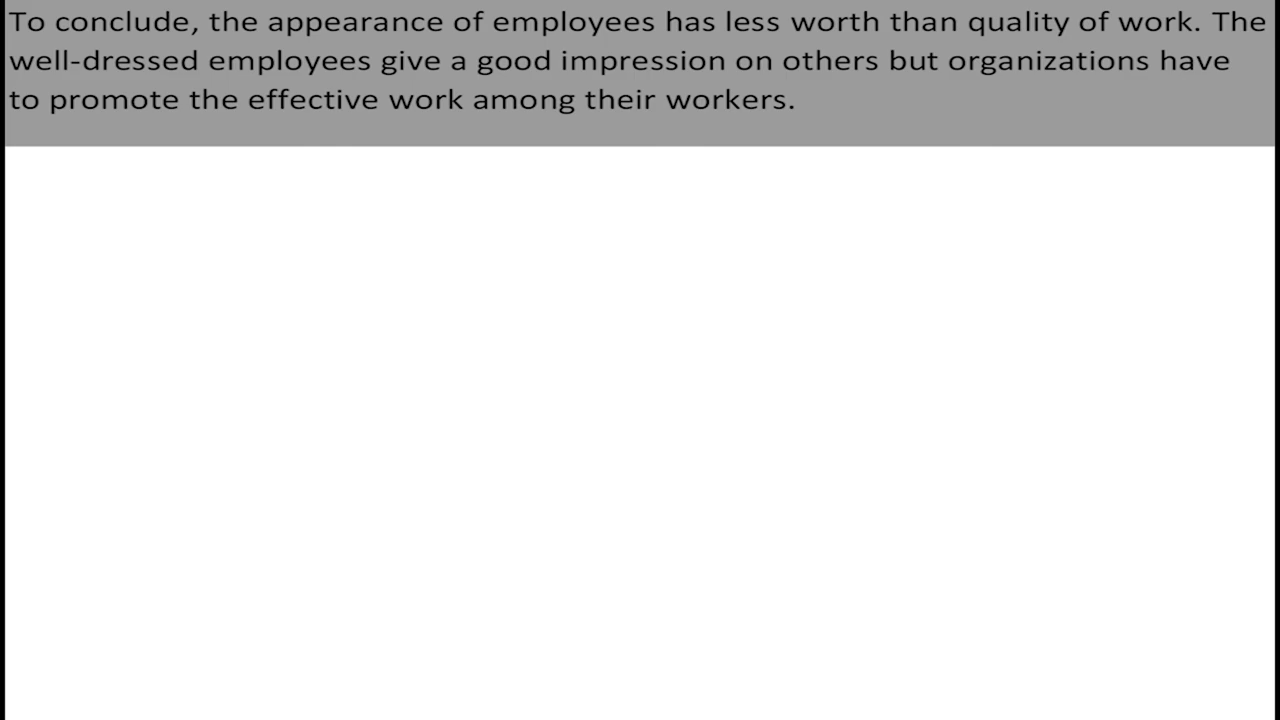 To conclude, the appearance of employees has less worth than quality of work. The
well-dressed employees give a good impression on others but organizations have
to promote the effective work among their workers.